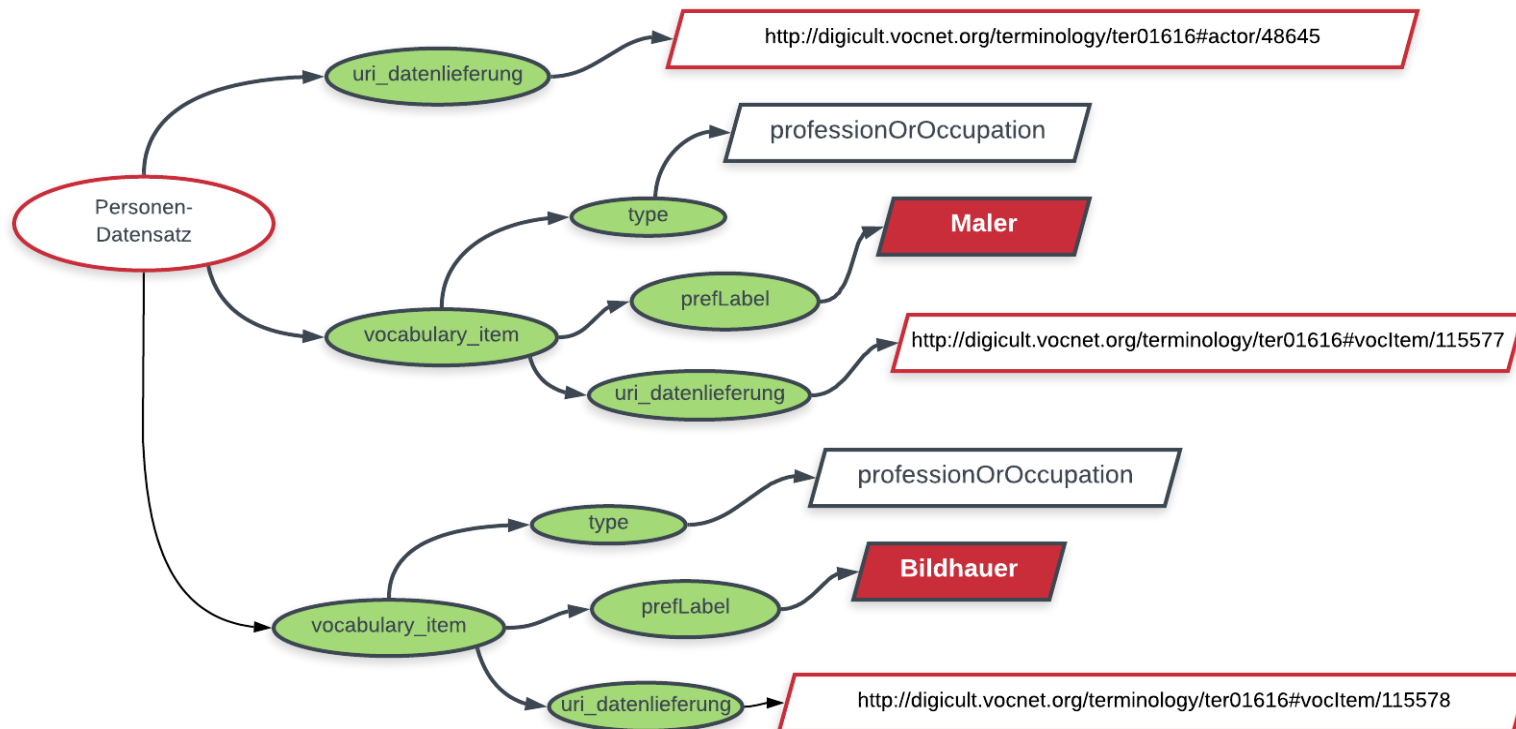 http://digicult.vocnet.org/terminology/ter01616#actor/48645
uri_datenlieferung
professionOrOccupation
Personen-
Datensatz
type
Maler
prefLabel
vocabulary_item
http://digicult.vocnet.org/terminology/ter01616#vocItem/115577
uri_datenlieferung
professionOrOccupation
type
Bildhauer
prefLabel
vocabulary_item
uri_datenlieferung
http://digicult.vocnet.org/terminology/ter01616#vocItem/115578